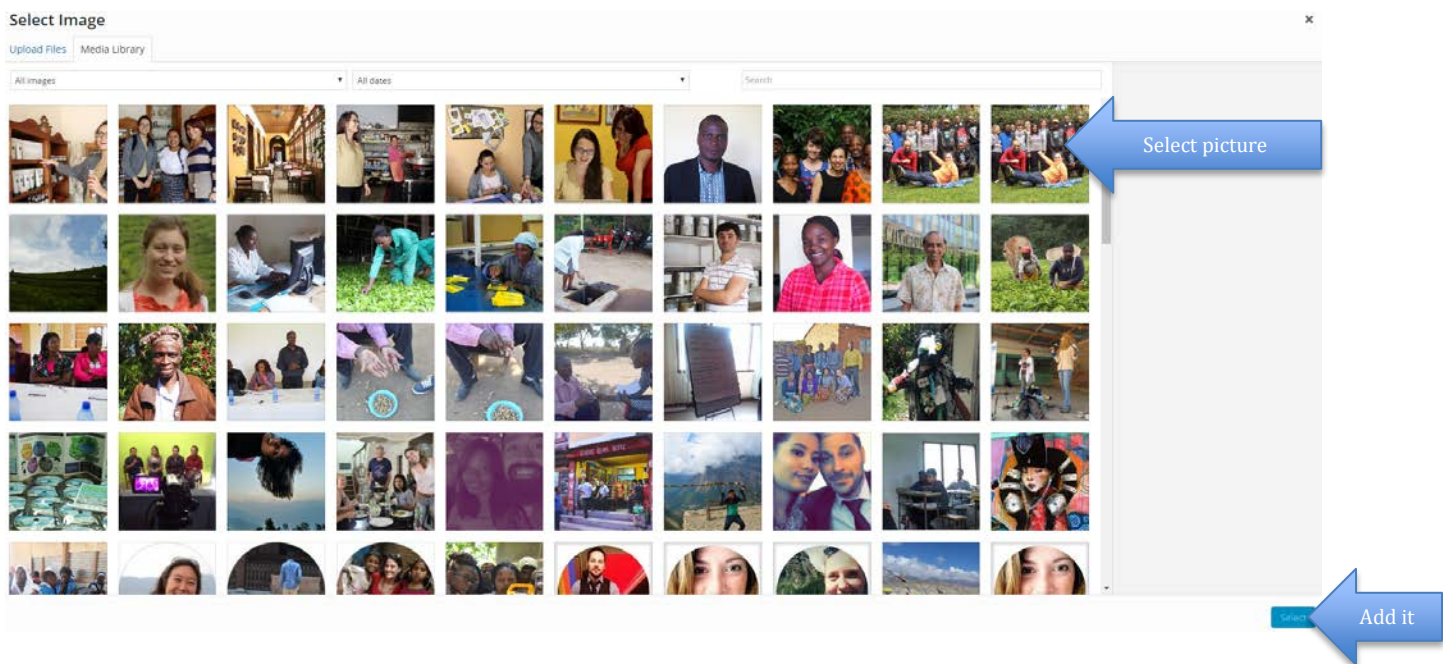 Select Image
×
Upload Files Media Library
All images All dates Search
Select picture
Select
Add it